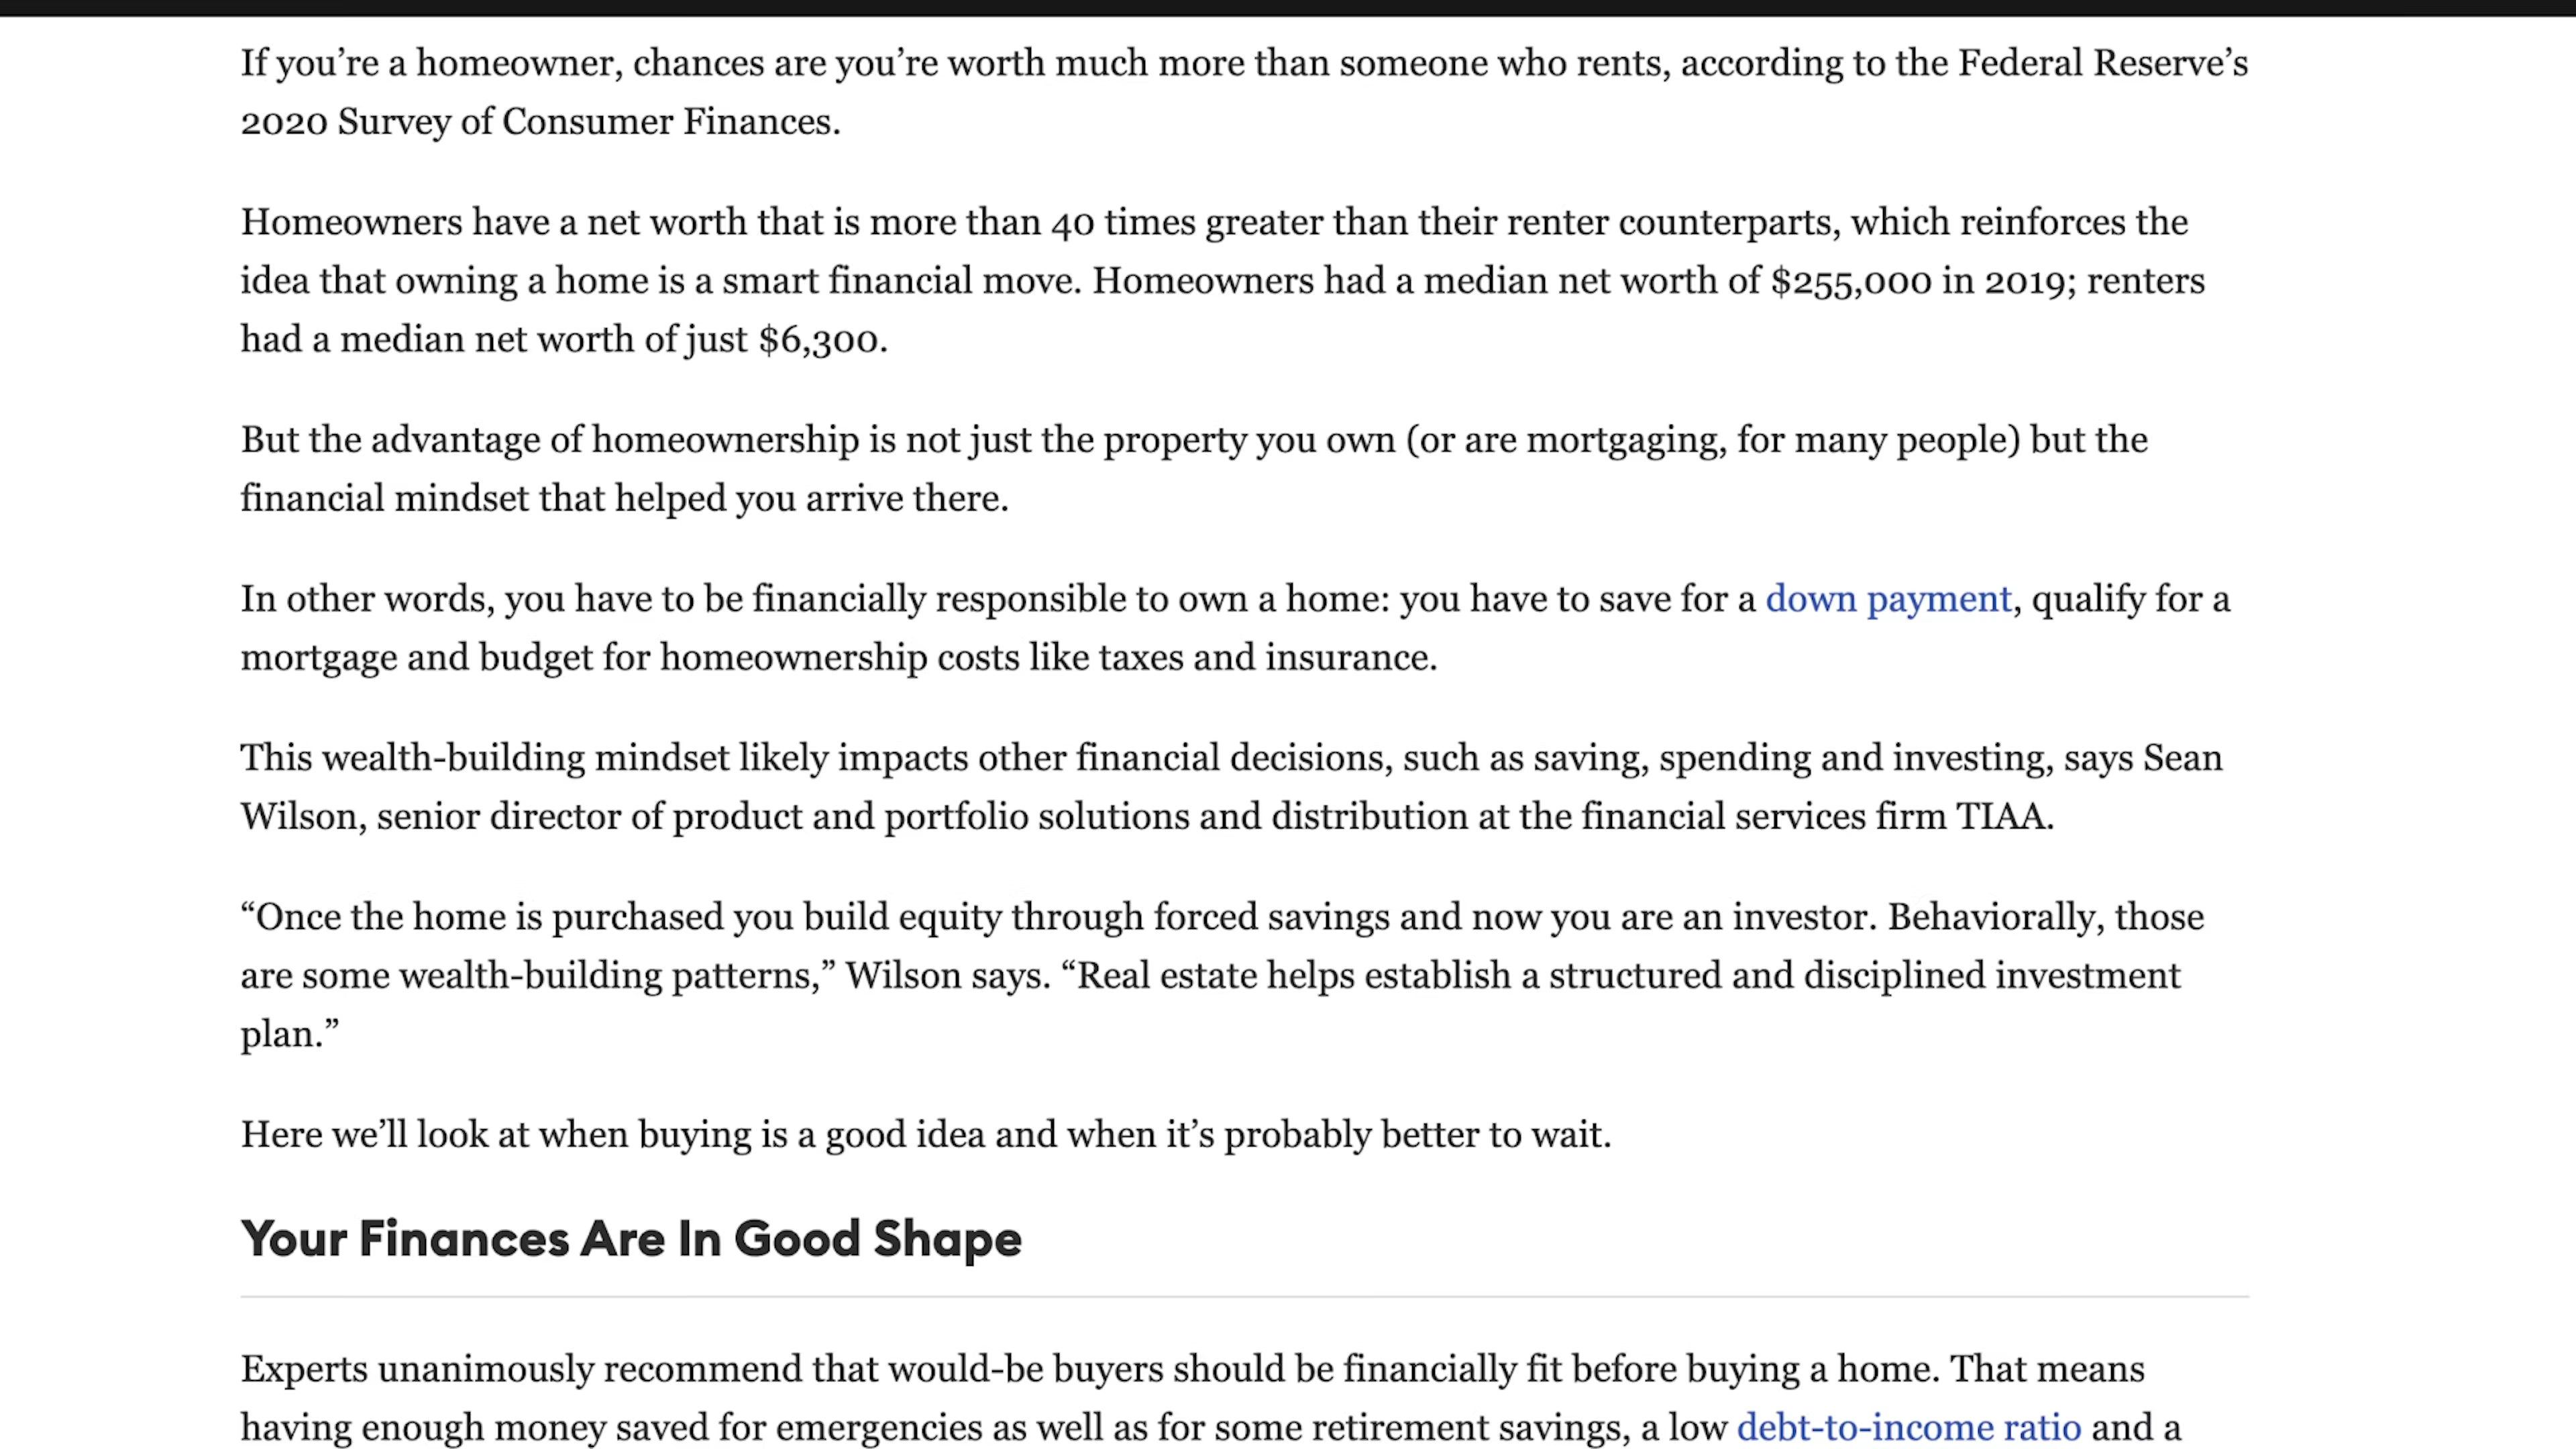 If you’re a homeowner, chances are you’re worth much more than someone who rents, according to the Federal Reserve’s
2020 Survey of Consumer Finances.
Homeowners have a net worth that is more than 40 times greater than their renter counterparts, which reinforces the
idea that owning a home is a smart financial move. Homeowners had a median net worth of $255,000 in 2019; renters
had a median net worth of just $6,300.
But the advantage of homeownership is not just the property you own (or are mortgaging, for many people) but the
financial mindset that helped you arrive there.
In other words, you have to be financially responsible to own a home: you have to save for a down payment, qualify for a
mortgage and budget for homeownership costs like taxes and insurance.
This wealth-building mindset likely impacts other financial decisions, such as saving, spending and investing, says Sean
Wilson, senior director of product and portfolio solutions and distribution at the financial services firm TIAA.
“Once the home is purchased you build equity through forced savings and now you are an investor. Behaviorally, those
are some wealth-building patterns,” Wilson says. “Real estate helps establish a structured and disciplined investment
plan.”
Here we’ll look at when buying is a good idea and when it’s probably better to wait.
Your Finances Are In Good Shape
Experts unanimously recommend that would-be buyers should be financially fit before buying a home. That means
having enough money saved for emergencies as well as for some retirement savings, a low debt-to-income ratio and a